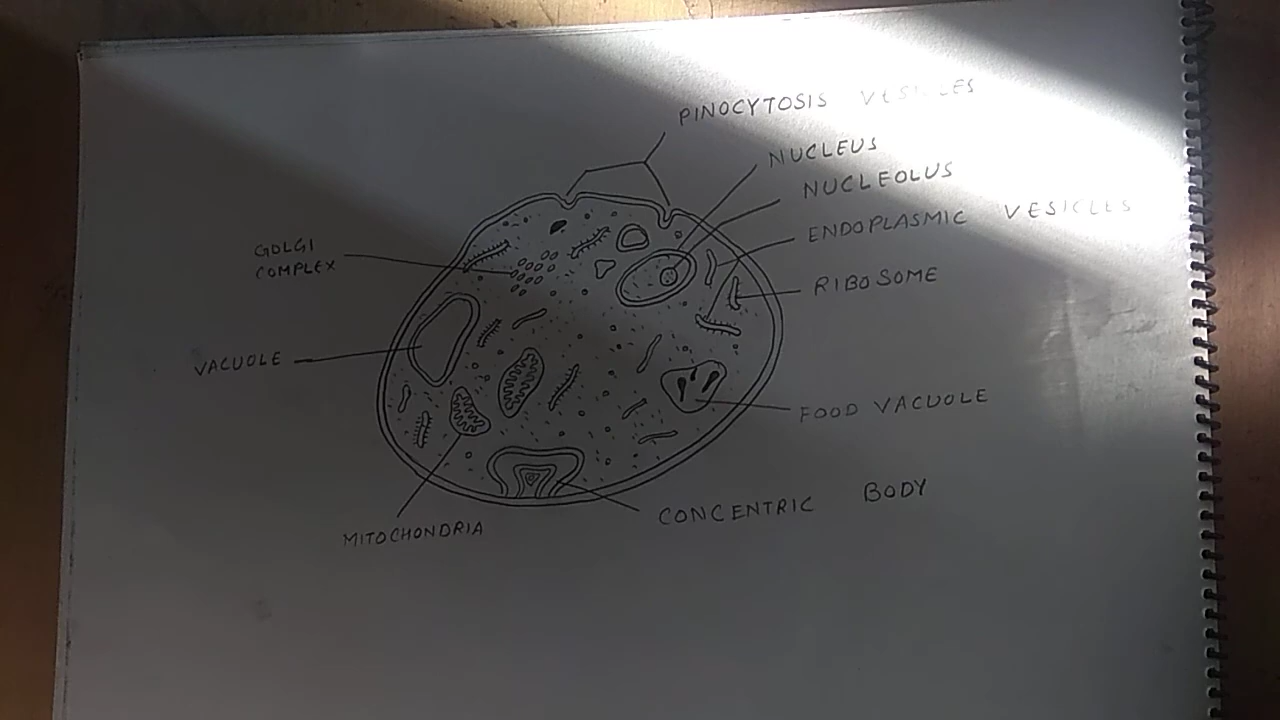 PINOCYTOSIS VESICLES
NUCLEUS
NUCLEOLUS
ENDOPLASMIC VESICLES
GOLGI
COMPLEX
RIBOSOME
VACUOLE
FOOD VACUOLE
CONCENTRIC BODY
MITOCHONDRIA